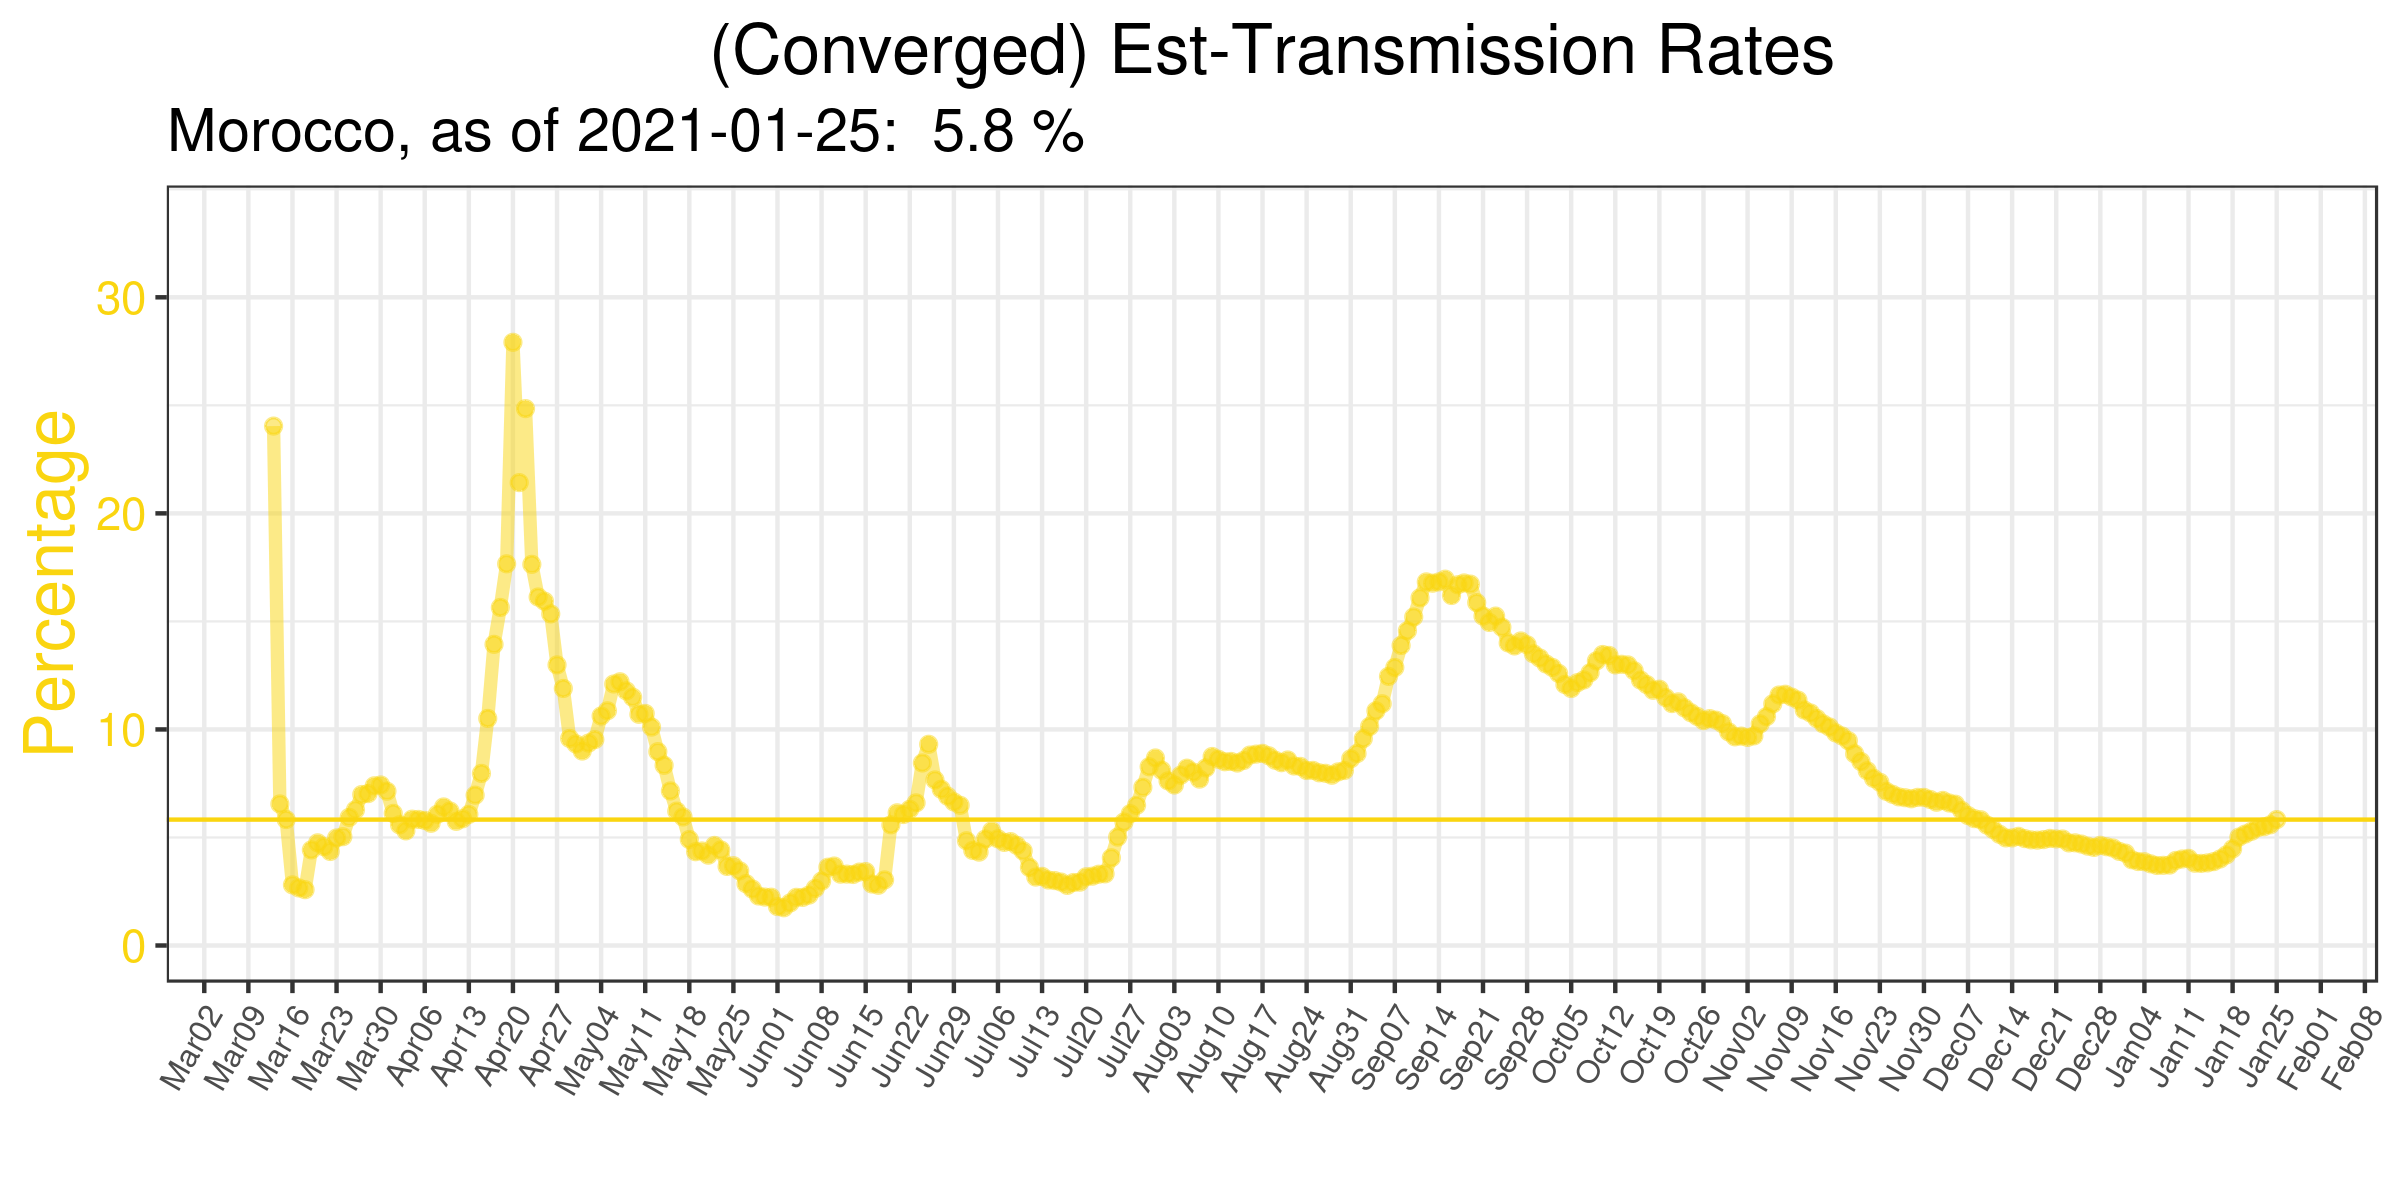 (Converged) Est-Transmission Rates
Morocco, as of 2021-01-25:  5.8 %
Percentage
30
20
10
0
Mar02
Mar09
Mar16
Mar23
Mar30
Apr06
Apr13
Apr20
Apr27
May04
May11
May18
May25
Jun01
Jun08
Jun15
Jun22
Jun29
Jul06
Jul13
Jul20
Jul27
Aug03
Aug10
Aug17
Aug24
Aug31
Sep07
Sep14
Sep21
Sep28
Oct05
Oct12
Oct19
Oct26
Nov02
Nov09
Nov16
Nov23
Nov30
Dec07
Dec14
Dec21
Dec28
Jan04
Jan11
Jan18
Jan25
Feb01
Feb08